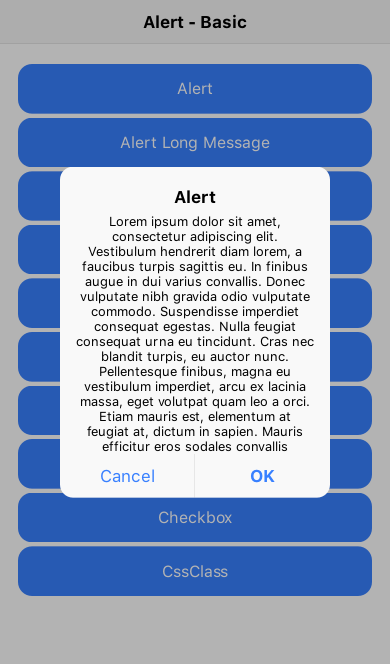 Alert - Basic
Alert
Alert Long Message
Alert
Lorem ipsum dolor sit amet,
consectetur adipiscing elit.
Vestibulum hendrerit diam lorem, a
faucibus turpis sagittis eu. In finibus
augue in dui varius convallis. Donec
vulputate nibh gravida odio vulputate
commodo. Suspendisse imperdiet
consequat egestas. Nulla feugiat
consequat urna eu tincidunt. Cras nec
blandit turpis, eu auctor nunc.
Pellentesque finibus, magna eu
vestibulum imperdiet, arcu ex lacinia
massa, eget volutpat quam leo a orci.
Etiam mauris est, elementum at
feugiat at, dictum in sapien. Mauris
efficitur eros sodales convallis
Cancel OK
Checkbox
CssClass